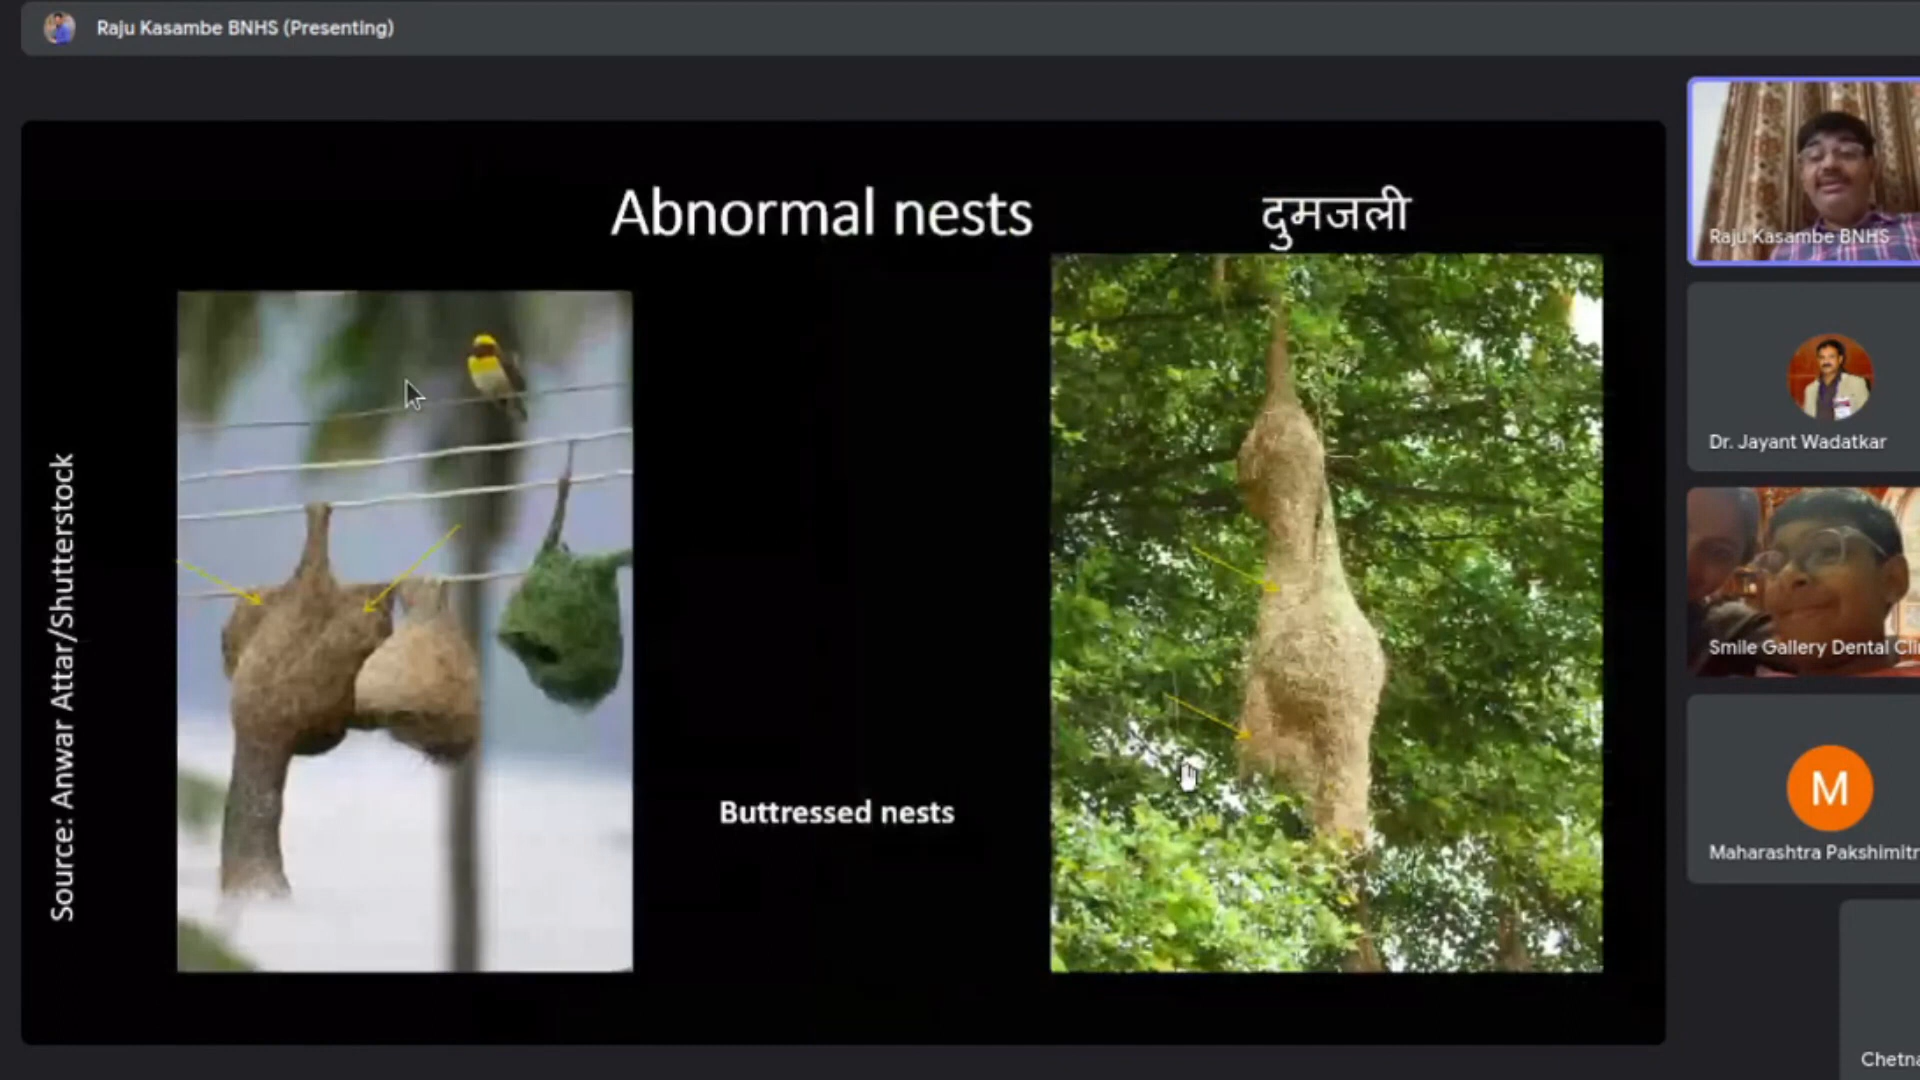 Raju Kasambe BNHS (Presenting)
Abnormal nests
दुमजली
Source: Anwar Attar/Shutterstock
Buttressed nests
Raju Kasambe BNHS
Dr. Jayant Wadatkar
Smile Gallery Dental Cli
M
Maharashtra Pakshimitr
Chetna